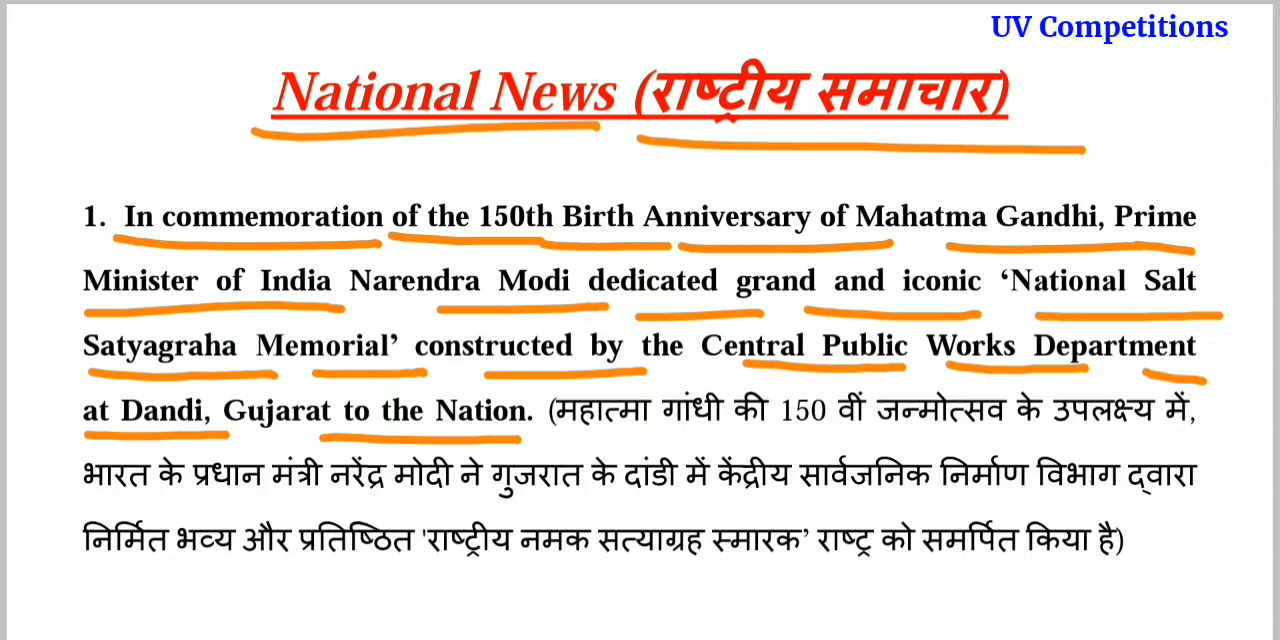 UV Competitions
National News (राष्ट्रीय समाचार)
1. In commemoration of the 150th Birth Anniversary of Mahatma Gandhi, Prime
Minister of India Narendra Modi dedicated grand and iconic ‘National Salt
Satyagraha Memorial’ constructed by the Central Public Works Department
at Dandi, Gujarat to the Nation. (महात्मा गांधी की 150 वीं जन्मोत्सव के उपलक्ष्य में,
भारत के प्रधान मंत्री नरेंद्र मोदी ने गुजरात के दांडी में केंद्रीय सार्वजनिक निर्माण विभाग द्वारा
निर्मित भव्य और प्रतिष्ठित 'राष्ट्रीय नमक सत्याग्रह स्मारक’ राष्ट्र को समर्पित किया है)